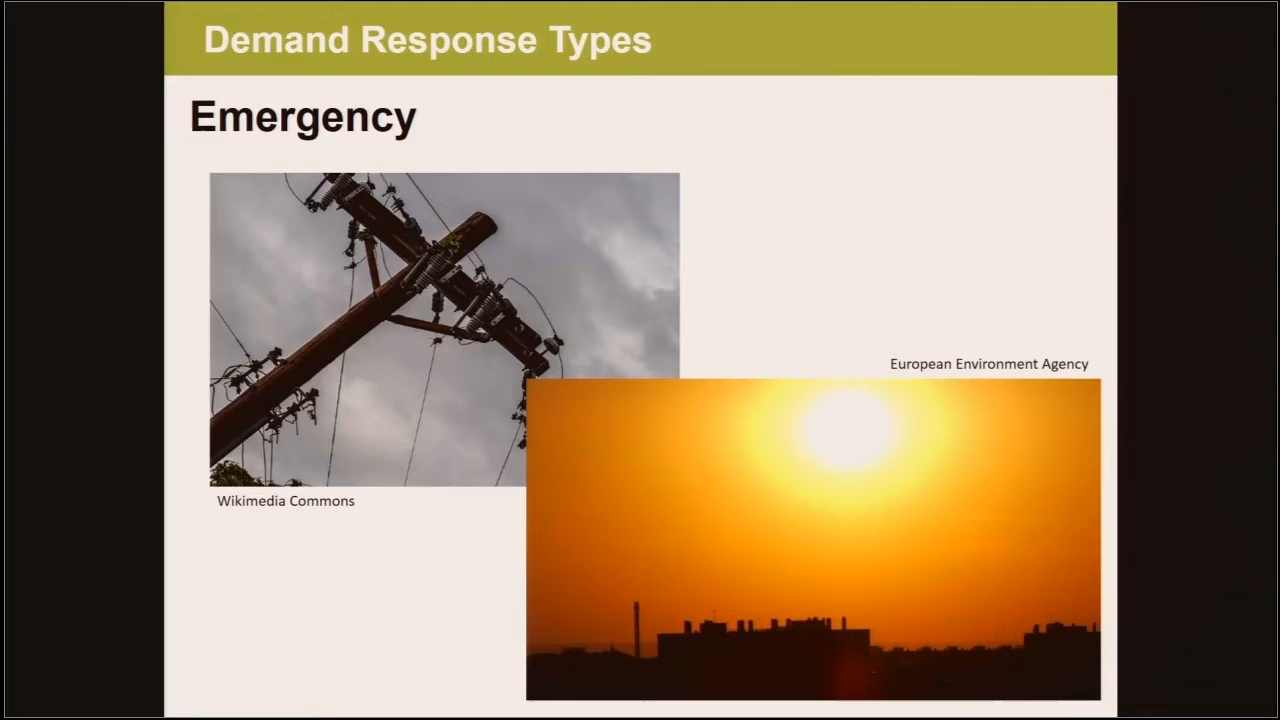 Demand Response Types
Emergency
European Environment Agency
Wikimedia Commons